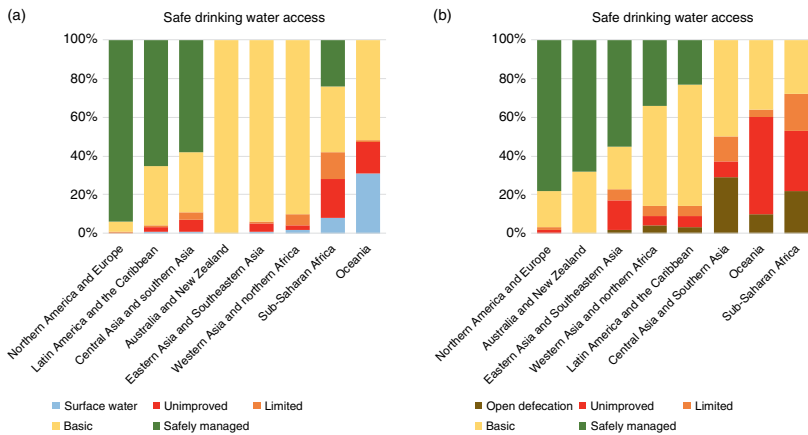 (a)
Safe drinking water access
100%
80%
60%
40%
20%
0%
Northern America and Europe
Latin America and the Caribbean
Central Asia and southern Asia
Australia and New Zealand
Eastern Asia and Southeastern Asia
Western Asia and northern Africa
Sub-Saharan Africa
Oceania
Surface water
Unimproved
Limited
Basic
Safely managed
(b)
Safe drinking water access
100%
80%
60%
40%
20%
0%
Northern America and Europe
Australia and New Zealand
Eastern Asia and Southeastern Asia
Western Asia and northern Africa
Latin America and the Caribbean
Central Asia and Southern Asia
Oceania
Sub-Saharan Africa
Open defecation
Unimproved
Limited
Basic
Safely managed